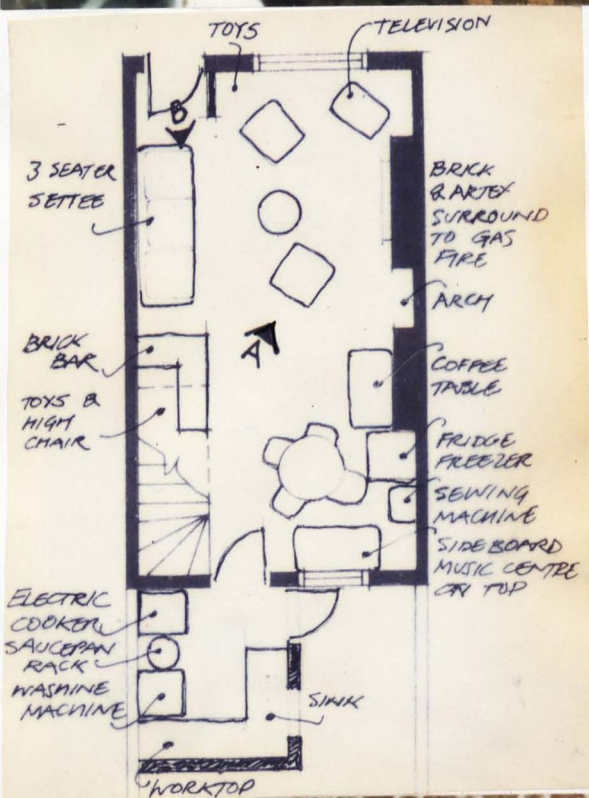 TOYS
TELEVISION
B
3 SEATER
SETTEE
BRICK
& ARTEX
SURROUND
TO GAS
FIRE
ARCH
A
BRICK
BAR
COFFEE
TABLE
TOYS &
HIGH
CHAIR
FRIDGE
FREEZER
SEWING
MACHINE
SIDEBOARD
MUSIC CENTRE
ON TOP
ELECTRIC
COOKER
SAUCEPAN
RACK
WASHING
MACHINE
SINK
WORKTOP